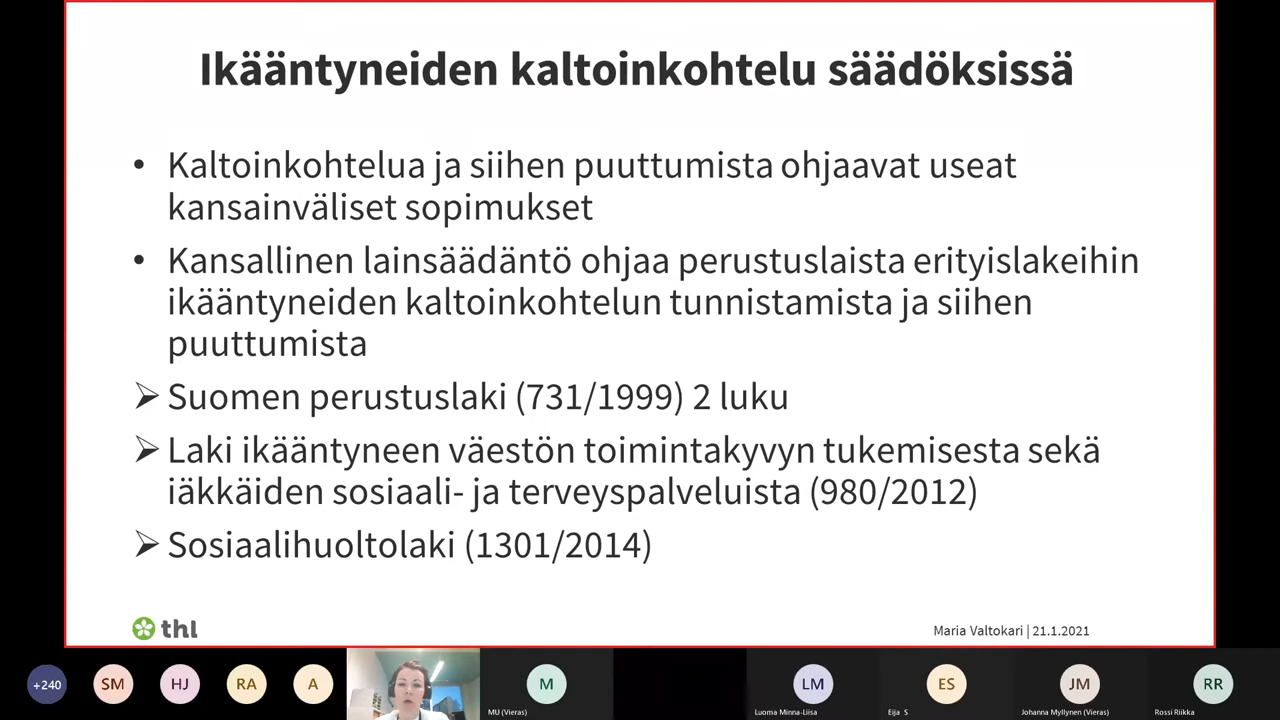 Ikääntyneiden kaltoinkohtelu säädöksissä
• Kaltoinkohtelua ja siihen puuttumista ohjaavat useat
kansainväliset sopimukset
• Kansallinen lainsäädäntö ohjaa perustuslaista erityislakeihin
ikääntyneiden kaltoinkohtelun tunnistamista ja siihen
puuttumista
➢ Suomen perustuslaki (731/1999) 2 luku
➢ Laki ikääntyneen väestön toimintakyvyn tukemisesta sekä
iäkkäiden sosiaali- ja terveyspalveluista (980/2012)
➢ Sosiaalihuoltolaki (1301/2014)
thl
Maria Valtokari | 21.1.2021
+240 SM HJ RA A M LM ES JM RR
MU (Vieras) Luoma Minna-Liisa Eija S Johanna Myllynen (Vieras) Rossi Riikka